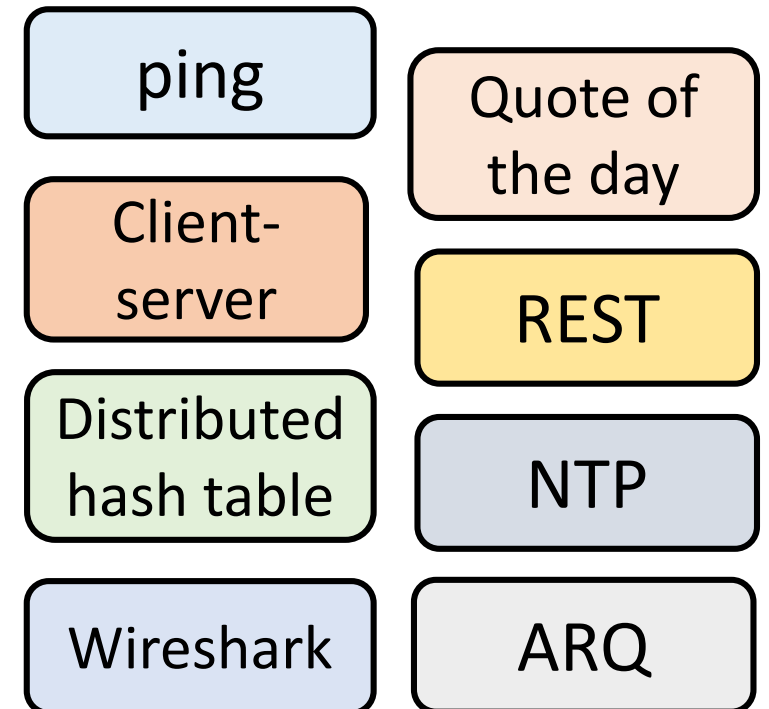 ping
Client-
server
Distributed
hash table
Wireshark
Quote of
the day
REST
NTP
ARQ